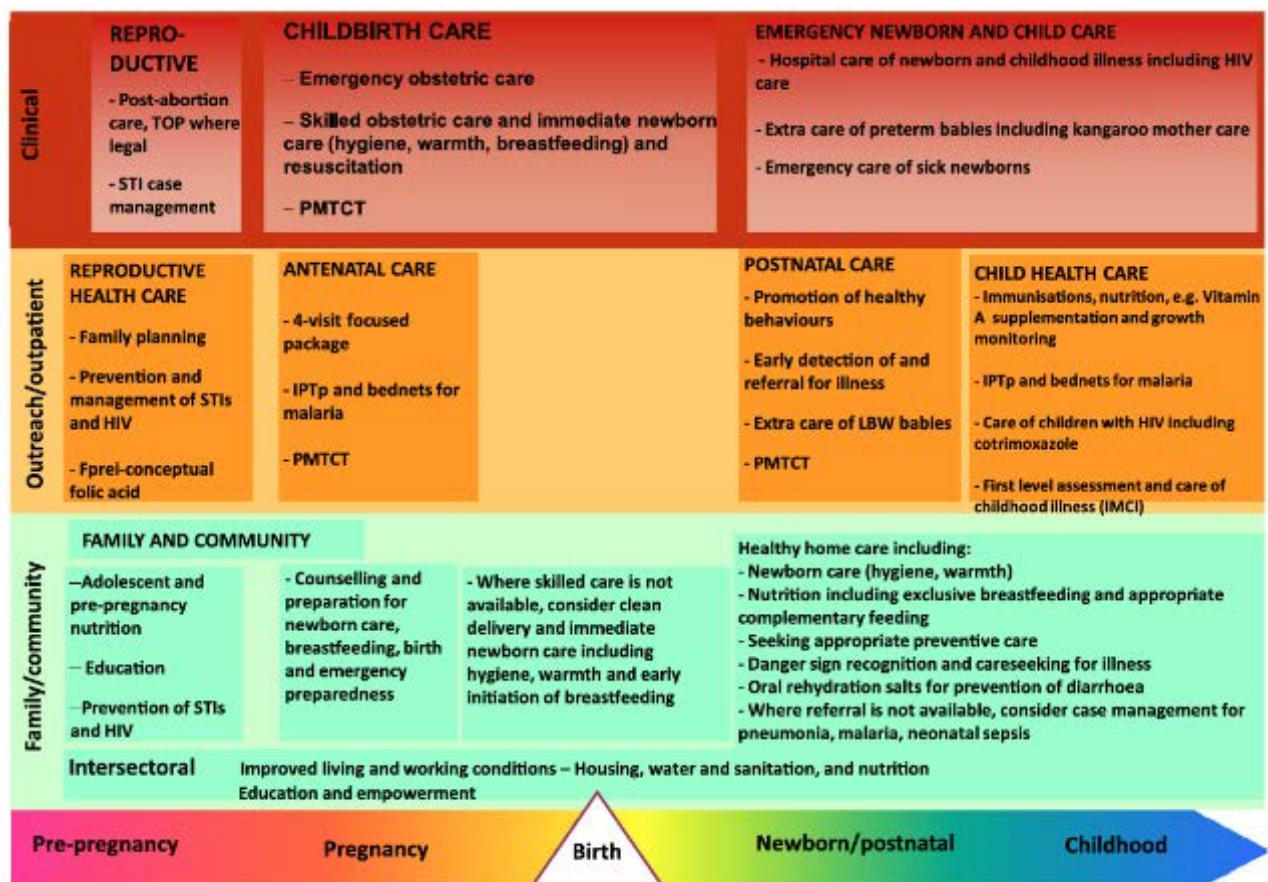 Clinical
REPRO-
DUCTIVE
- Post-abortion
care, TOP where
legal
- STI case
management
CHILDBIRTH CARE
– Emergency obstetric care
– Skilled obstetric care and immediate newborn
care (hygiene, warmth, breastfeeding) and
resuscitation
– PMTCT
EMERGENCY NEWBORN AND CHILD CARE
- Hospital care of newborn and childhood illness including HIV
care
- Extra care of preterm babies including kangaroo mother care
- Emergency care of sick newborns
Outreach/outpatient
REPRODUCTIVE
HEALTH CARE
- Family planning
- Prevention and
management of STIs
and HIV
- Fprei-conceptual
folic acid
ANTENATAL CARE
- 4-visit focused
package
- IPTp and bednets for
malaria
- PMTCT
POSTNATAL CARE
- Promotion of healthy
behaviours
- Early detection of and
referral for illness
- Extra care of LBW babies
- PMTCT
CHILD HEALTH CARE
- Immunisations, nutrition, e.g. Vitamin
A supplementation and growth
monitoring
- IPTp and bednets for malaria
- Care of children with HIV including
cotrimoxazole
- First level assessment and care of
childhood illness (IMCI)
Family/community
FAMILY AND COMMUNITY
–Adolescent and
pre-pregnancy
nutrition
– Education
–Prevention of STIs
and HIV
- Counselling and
preparation for
newborn care,
breastfeeding, birth
and emergency
preparedness
- Where skilled care is not
available, consider clean
delivery and immediate
newborn care including
hygiene, warmth and early
initiation of breastfeeding
Healthy home care including:
- Newborn care (hygiene, warmth)
- Nutrition including exclusive breastfeeding and appropriate
complementary feeding
- Seeking appropriate preventive care
- Danger sign recognition and careseeking for illness
- Oral rehydration salts for prevention of diarrhoea
- Where referral is not available, consider case management for
pneumonia, malaria, neonatal sepsis
Intersectoral
Improved living and working conditions – Housing, water and sanitation, and nutrition
Education and empowerment
Pre-pregnancy
Pregnancy
Birth
Newborn/postnatal
Childhood